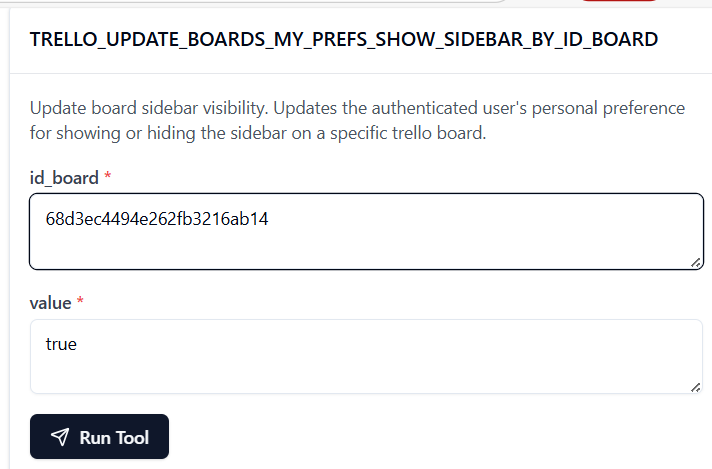 TRELLO_UPDATE_BOARDS_MY_PREFS_SHOW_SIDEBAR_BY_ID_BOARD
Update board sidebar visibility. Updates the authenticated user's personal preference
for showing or hiding the sidebar on a specific trello board.
id_board *
68d3ec4494e262fb3216ab14
value *
true
Run Tool